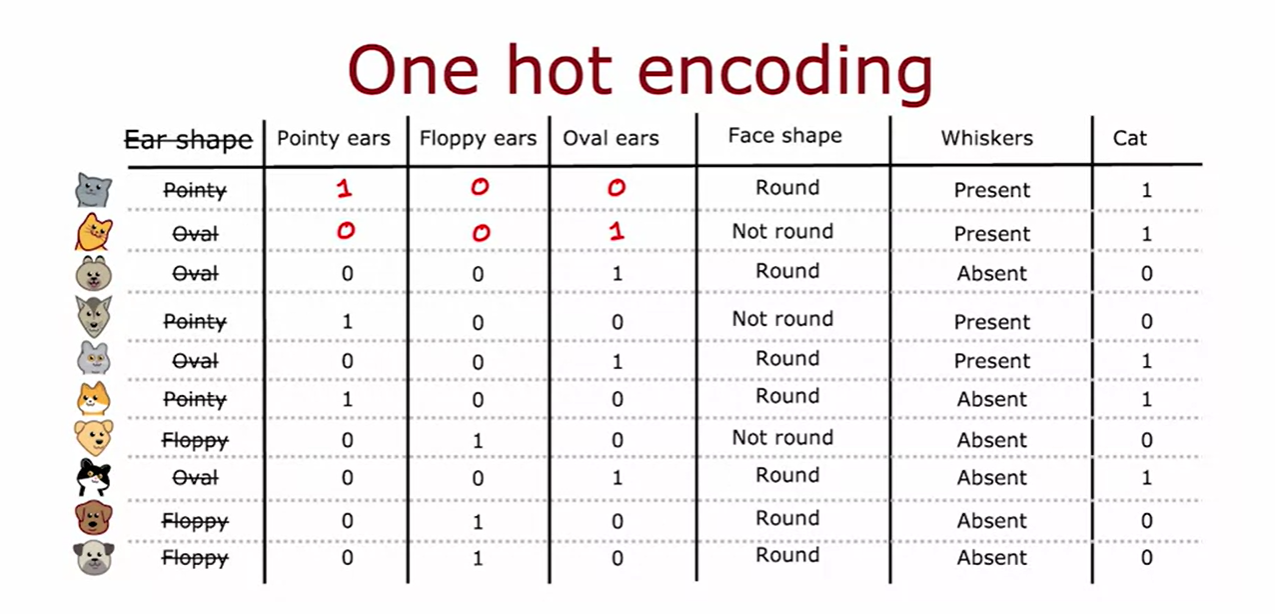 One hot encoding
Ear shape Pointy ears Floppy ears Oval ears Face shape Whiskers Cat
Pointy 1 0 0 Round Present 1
Oval 0 0 1 Not round Present 1
Oval 0 0 1 Round Absent 0
Pointy 1 0 0 Not round Present 0
Oval 0 0 1 Round Present 1
Pointy 1 0 0 Round Absent 1
Floppy 0 1 0 Not round Absent 0
Oval 0 0 1 Round Absent 1
Floppy 0 1 0 Round Absent 0
Floppy 0 1 0 Round Absent 0